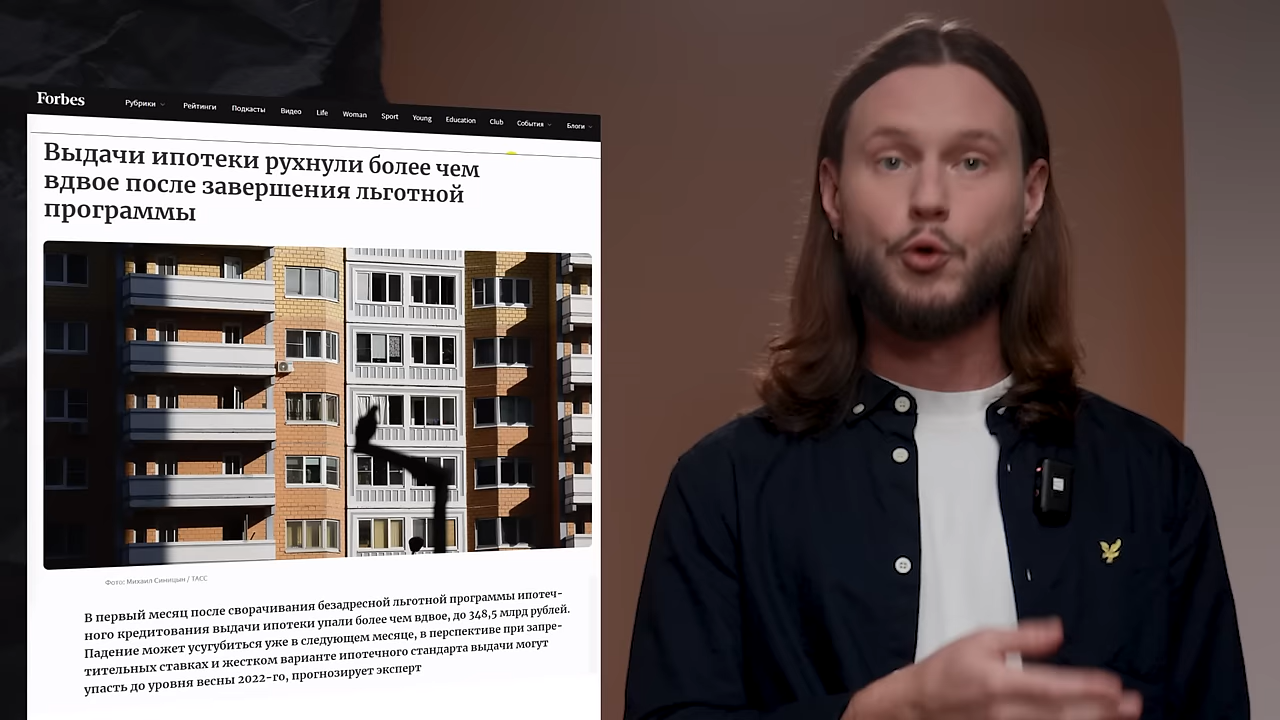 Forbes Рубрики Рейтинги Подкасты Видео Life Woman Sport Young Education Club События Блоги
Выдачи ипотеки рухнули более чем
вдвое после завершения льготной
программы
Фото: Михаил Синицын / ТАСС
В первый месяц после сворачивания безадресной льготной программы ипотеч-
ного кредитования выдачи ипотеки упали более чем вдвое, до 348,5 млрд рублей.
Падение может усугубиться уже в следующем месяце, в перспективе при запре-
тительных ставках и жестком варианте ипотечного стандарта выдачи могут
упасть до уровня весны 2022-го, прогнозирует эксперт